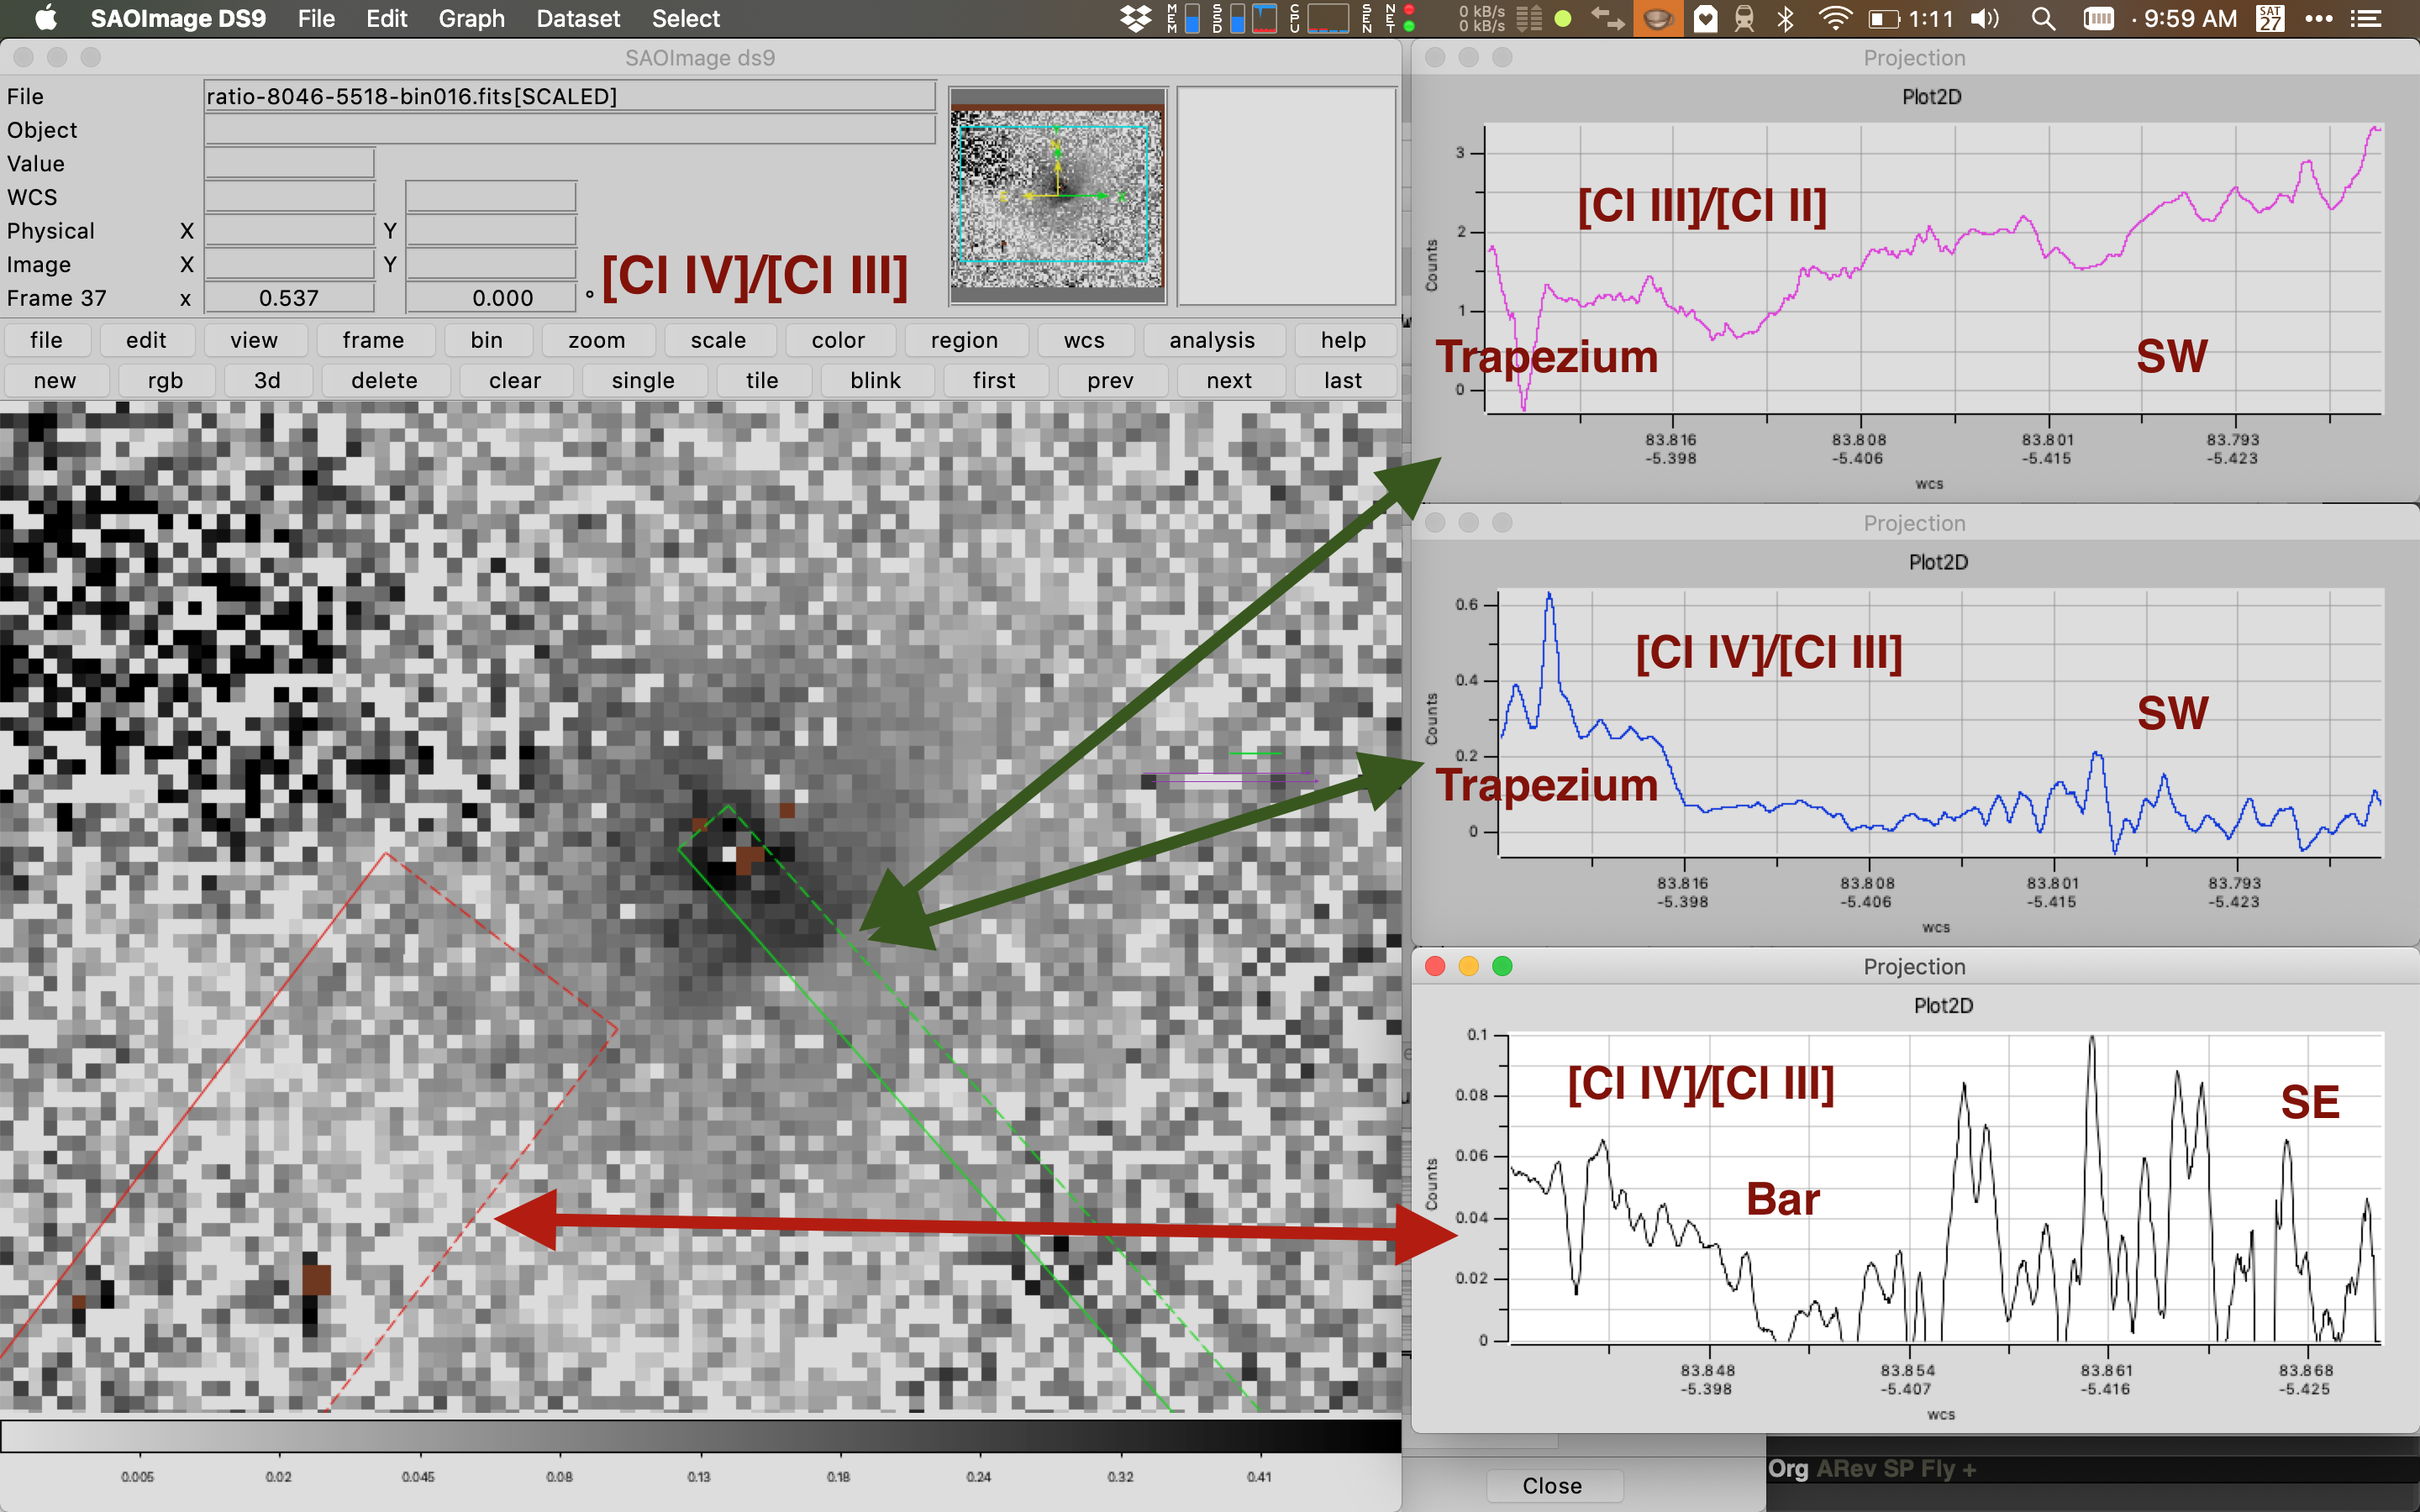 SAOImage DS9 File Edit Graph Dataset Select
MEM SSD CPU SEN NET 0 kB/s 0 kB/s 1:11 · 9:59 AM SAT 27
SAOImage ds9
File ratio-8046-5518-bin016.fits[SCALED]
Object
Value
WCS
Physical X Y
Image X Y
Frame 37 x 0.537 0.000 °
[Cl IV]/[Cl III]
file edit view frame bin zoom scale color region wcs analysis help
new rgb 3d delete clear single tile blink first prev next last
0.005 0.02 0.045 0.08 0.13 0.18 0.24 0.32 0.41
Projection
Plot2D
[Cl III]/[Cl II]
Trapezium
SW
Counts
3
2
1
0
83.816 83.808 83.801 83.793
-5.398 -5.406 -5.415 -5.423
wcs
Projection
Plot2D
[Cl IV]/[Cl III]
SW
Trapezium
Counts
0.6
0.4
0.2
0
83.816 83.808 83.801 83.793
-5.398 -5.406 -5.415 -5.423
wcs
Projection
Plot2D
[Cl IV]/[Cl III]
SE
Bar
Counts
0.1
0.08
0.06
0.04
0.02
0
83.848 83.854 83.861 83.868
-5.398 -5.407 -5.416 -5.425
wcs
Close
Org ARev SP Fly +